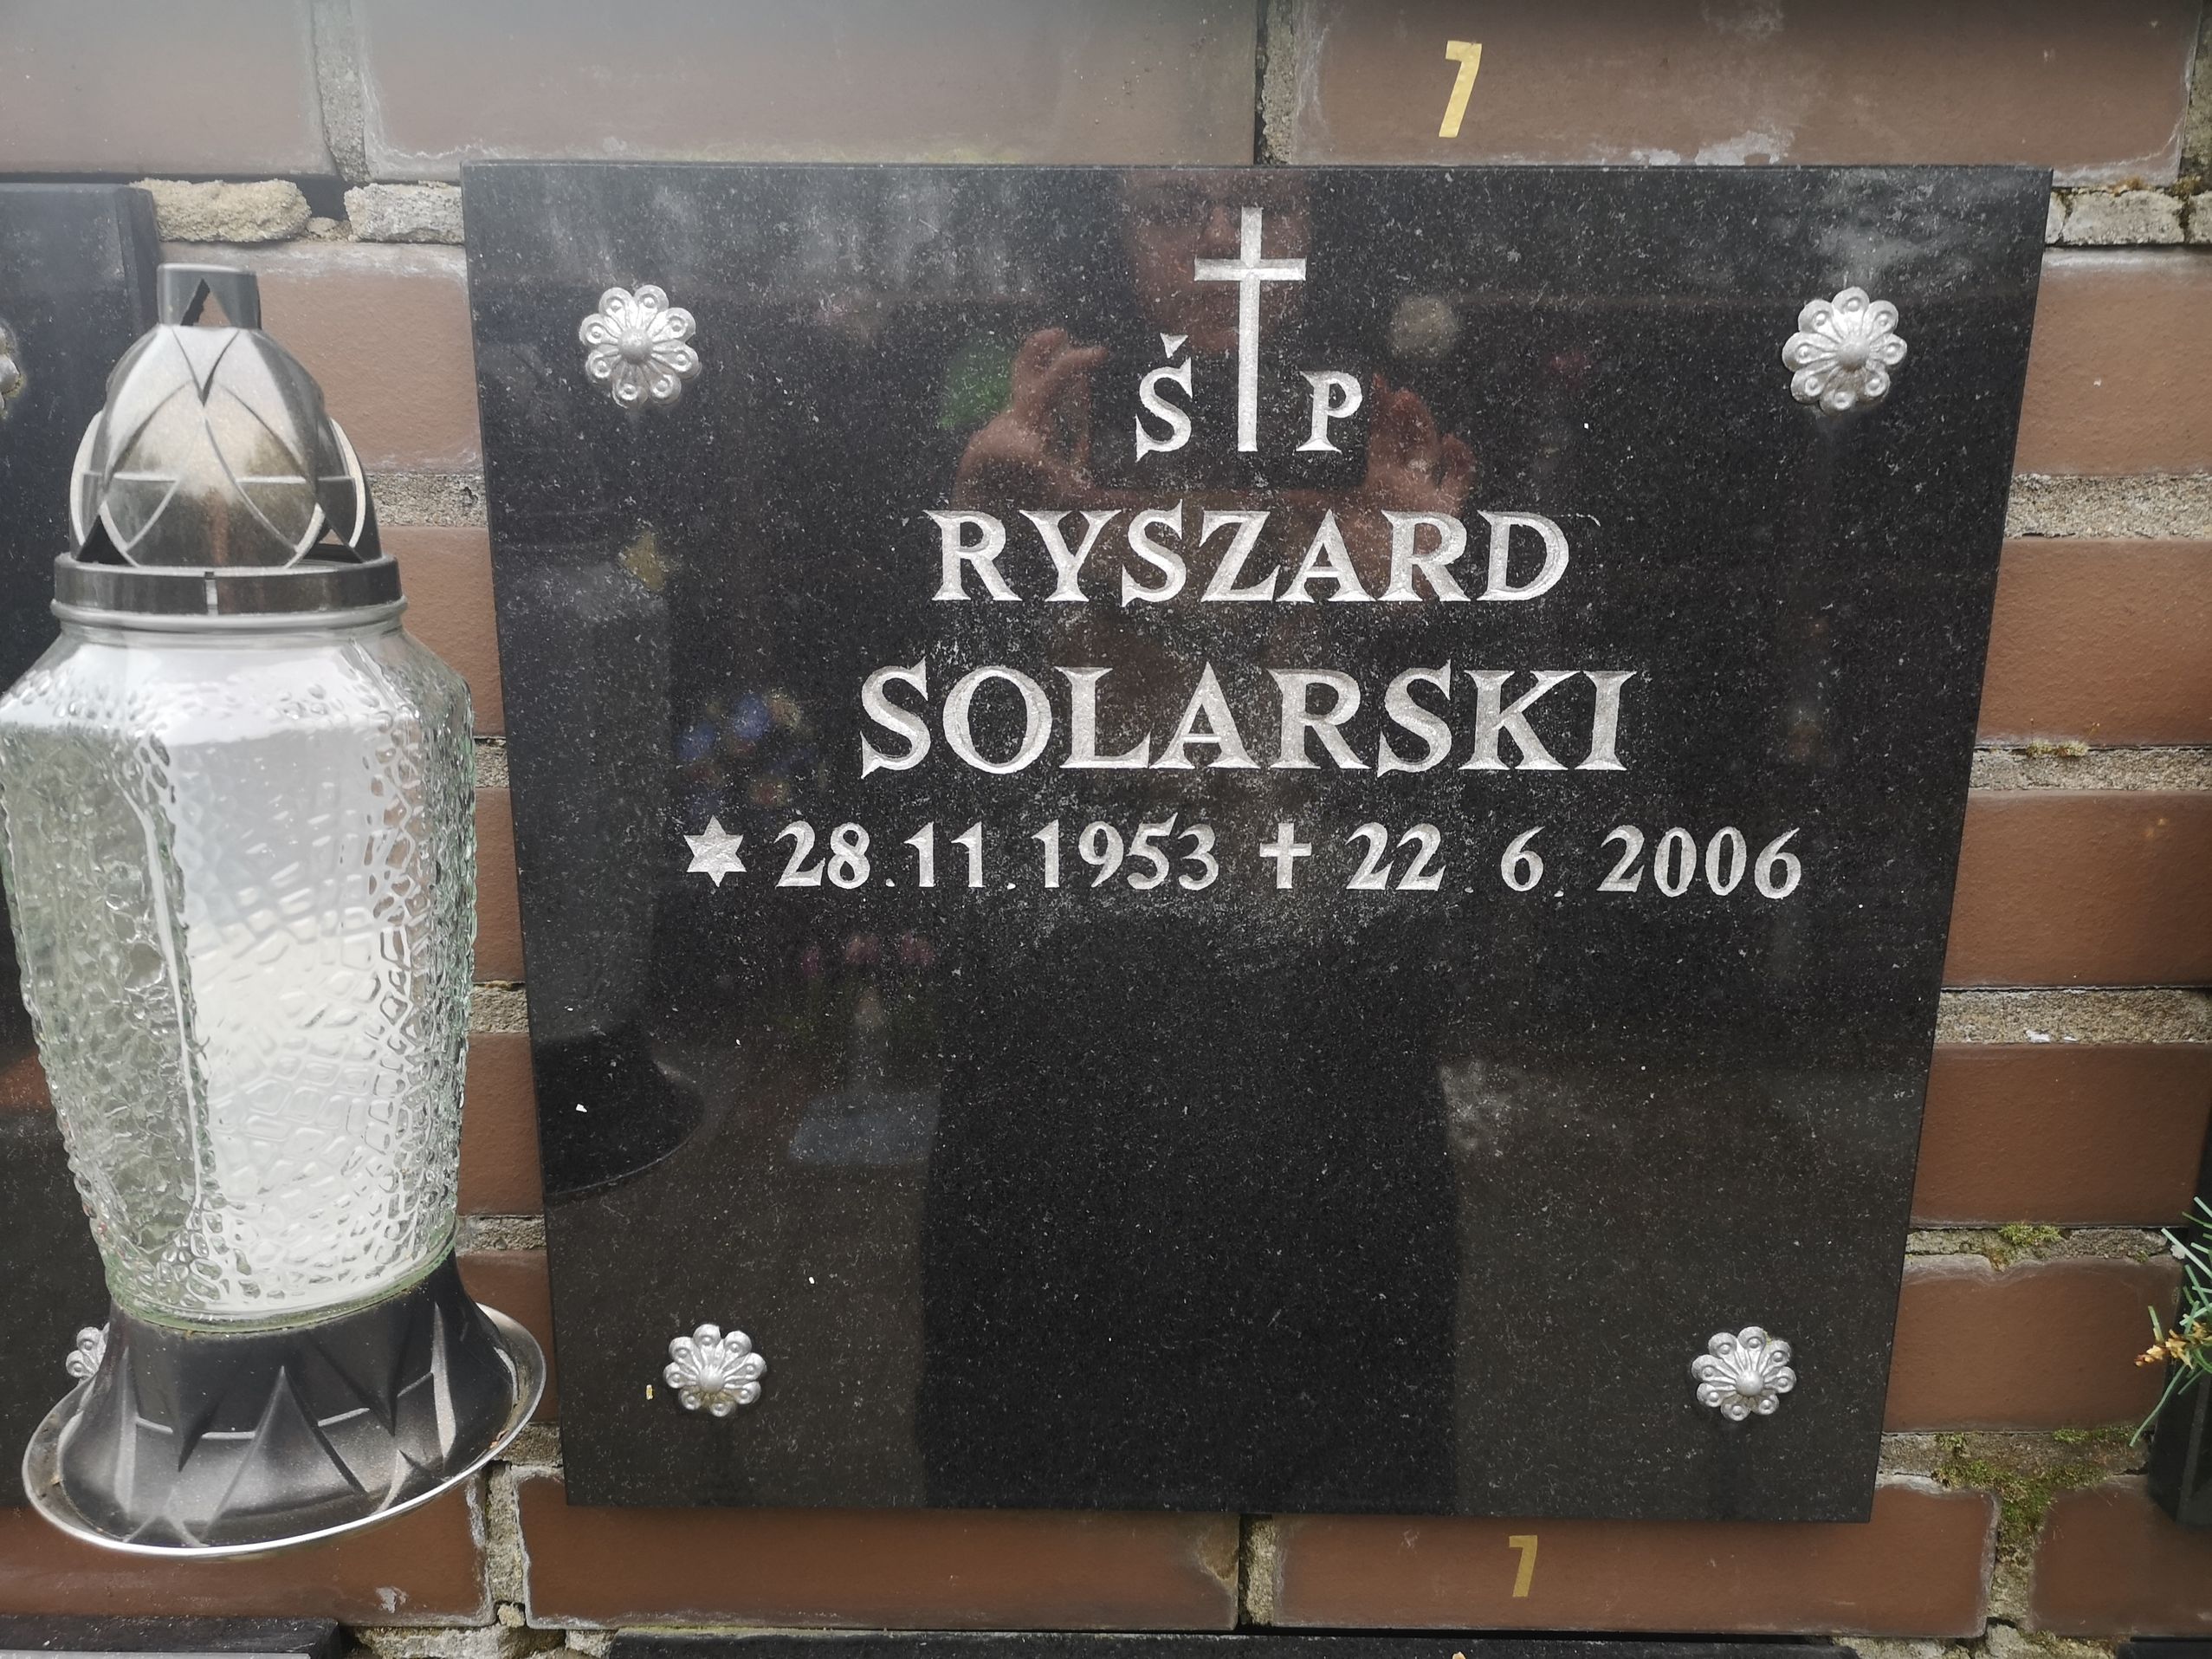 7
Ś P
RYSZARD
SOLARSKI
28.11.1953 † 22.6.2006
7